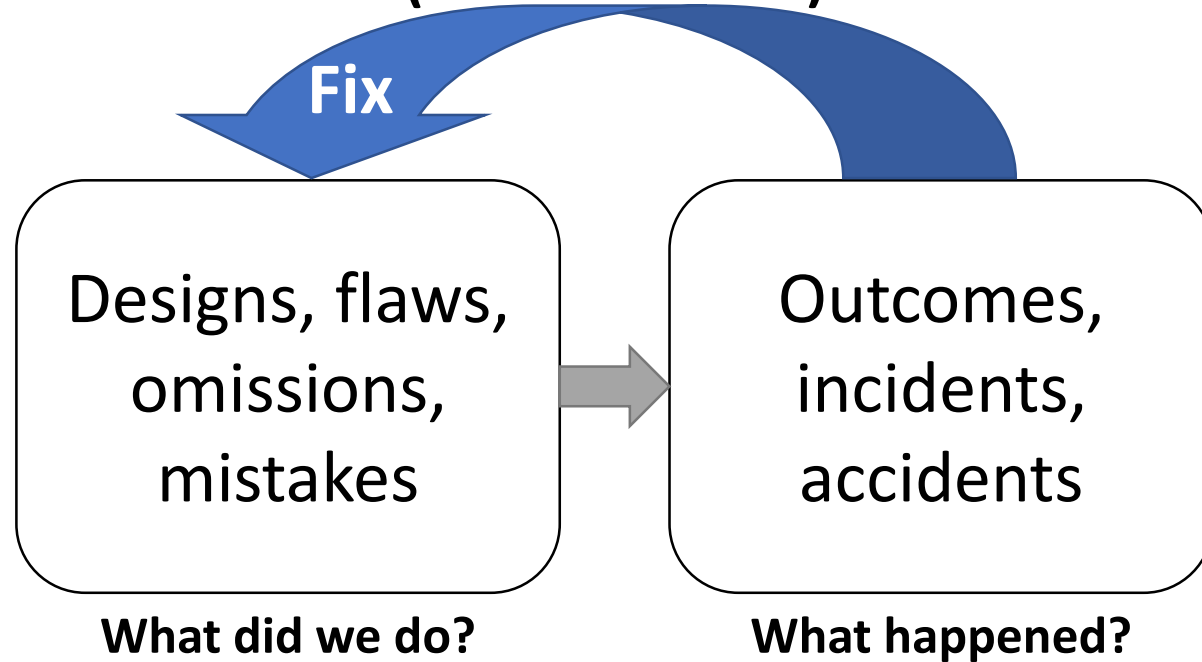 Fix
Designs, flaws,
omissions,
mistakes
Outcomes,
incidents,
accidents
What did we do?
What happened?